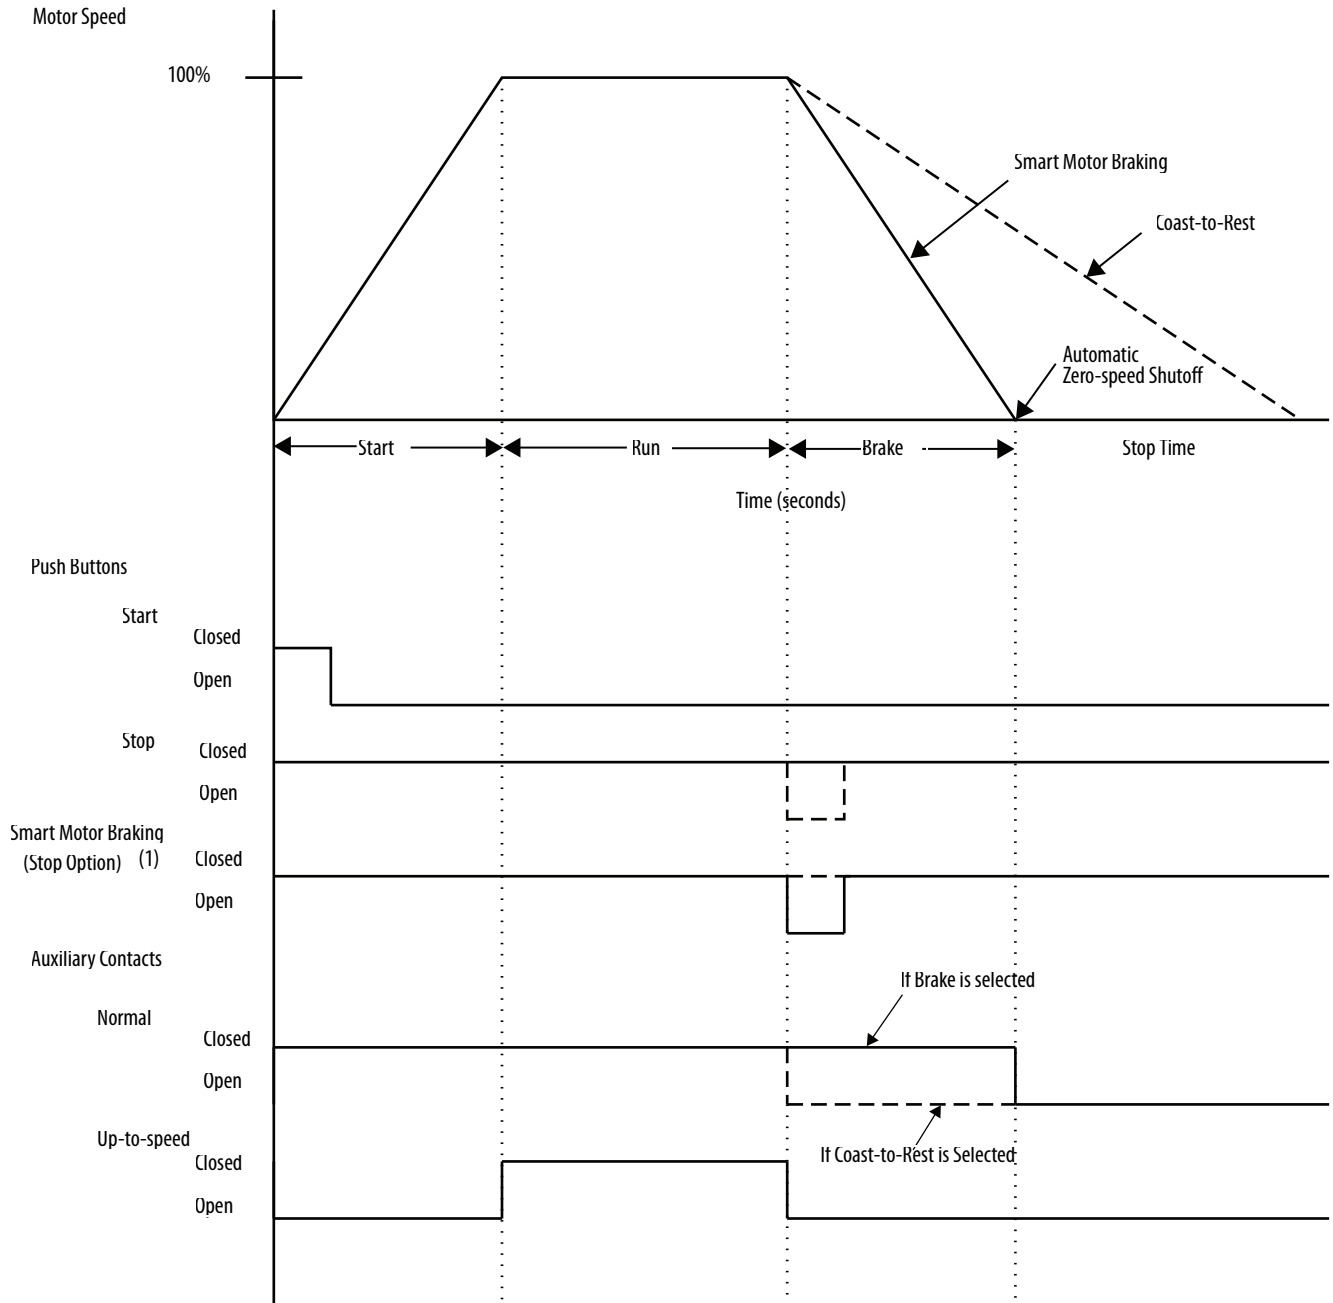 Motor Speed
100%
Smart Motor Braking
Coast-to-Rest
Automatic
Zero-speed Shutoff
Start
Run
Brake
Stop Time
Time (seconds)
Push Buttons
Start
Closed
Open
Stop
Closed
Open
Smart Motor Braking
(Stop Option) (1)
Closed
Open
Auxiliary Contacts
If Brake is selected
Normal
Closed
Open
Up-to-speed
If Coast-to-Rest is Selected
Closed
Open